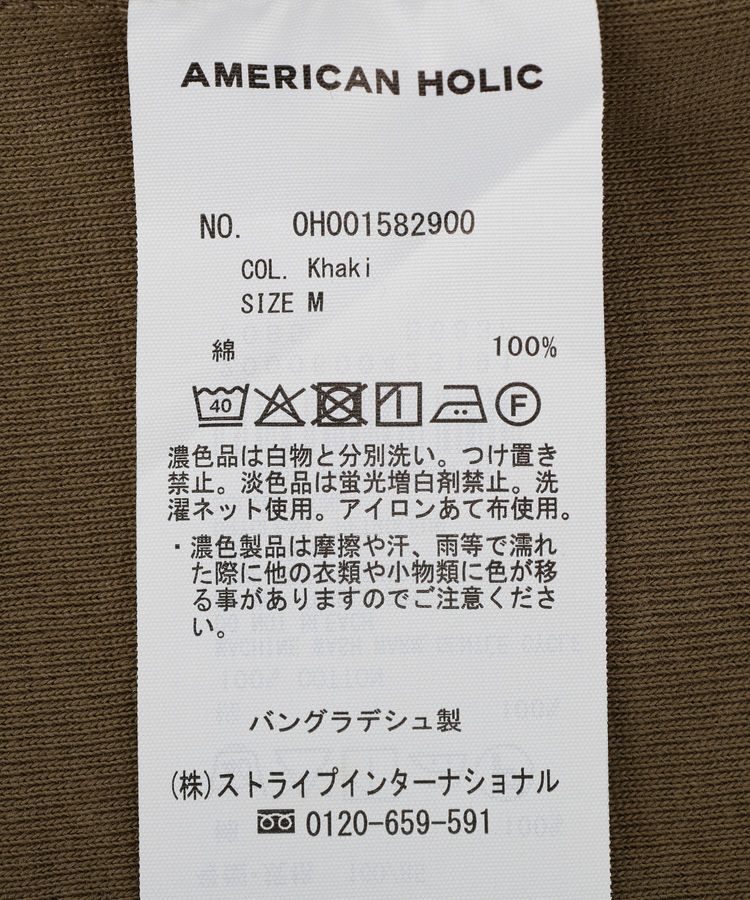 AMERICAN HOLIC
NO. 0H001582900
COL. Khaki
SIZE M
綿 100%
40 F
濃色品は白物と分別洗い。つけ置き
禁止。淡色品は蛍光増白剤禁止。洗
濯ネット使用。アイロンあて布使用。
・濃色製品は摩擦や汗、雨等で濡れ
た際に他の衣類や小物類に色が移
る事がありますのでご注意くださ
い。
バングラデシュ製
(株)ストライプインターナショナル
0120-659-591